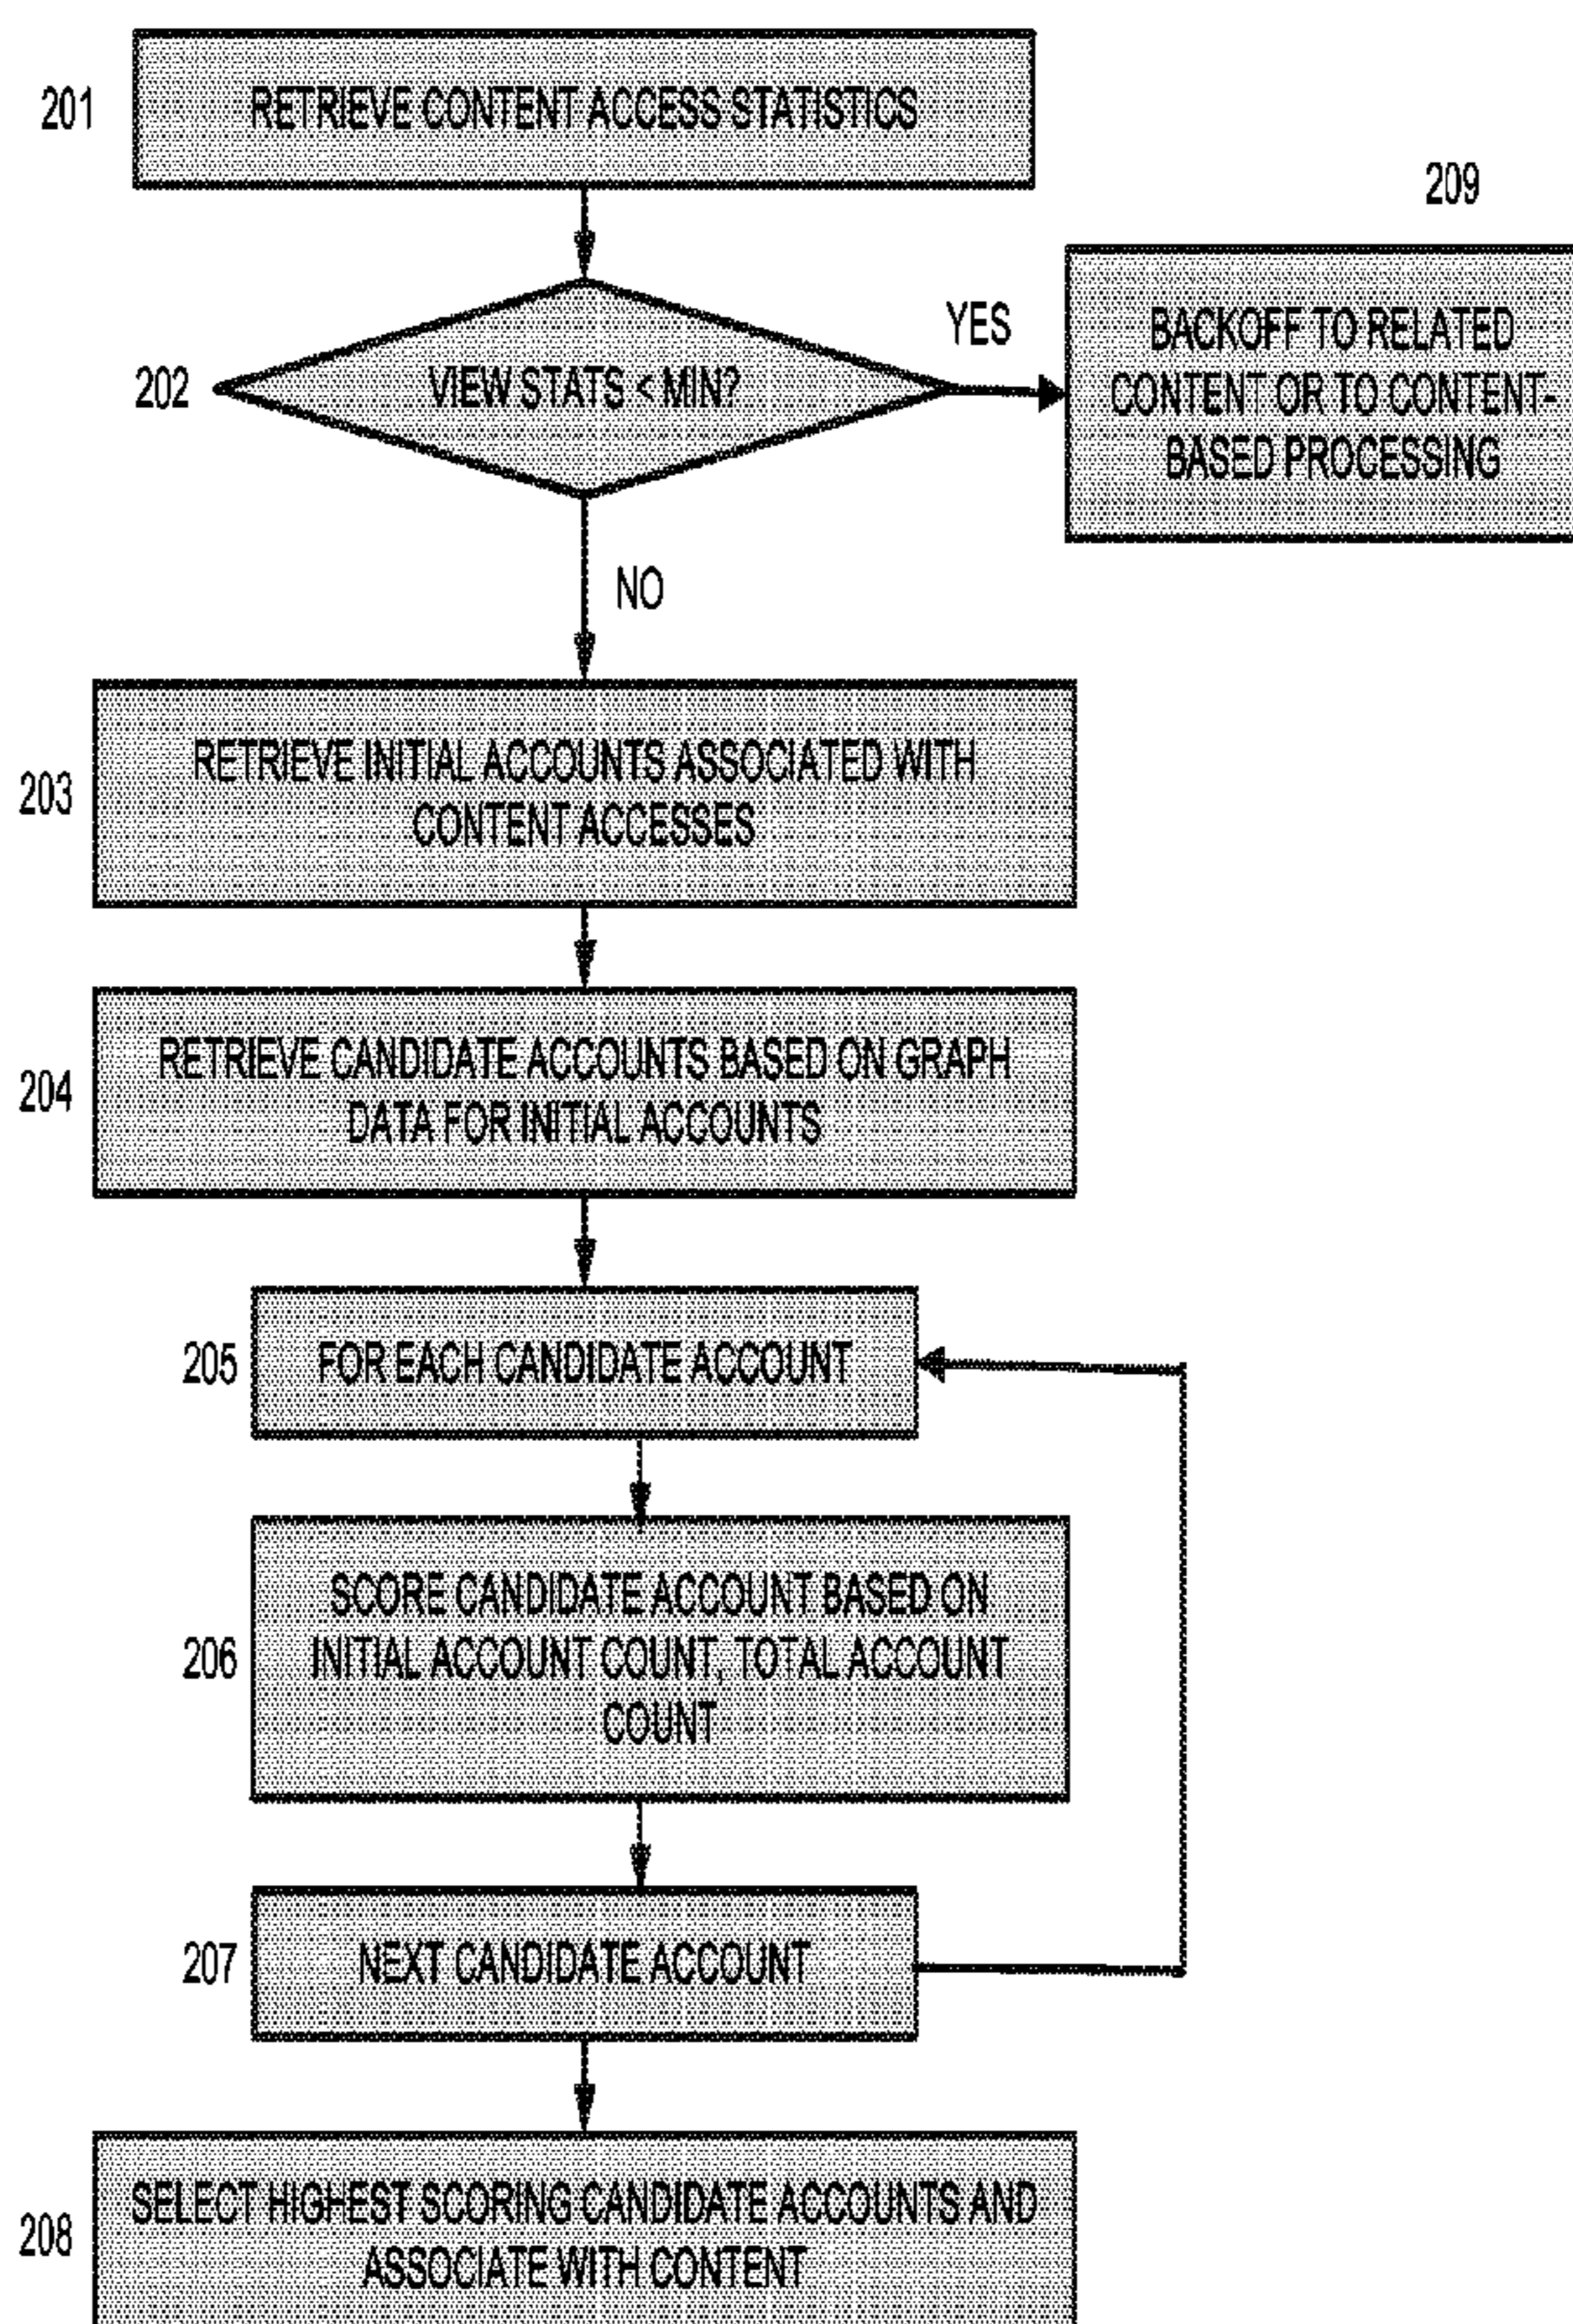 201
RETRIEVE CONTENT ACCESS STATISTICS
209
202
VIEW STATS < MIN?
YES
BACKOFF TO RELATED
CONTENT OR TO CONTENT-
BASED PROCESSING
NO
203
RETRIEVE INITIAL ACCOUNTS ASSOCIATED WITH
CONTENT ACCESSES
204
RETRIEVE CANDIDATE ACCOUNTS BASED ON GRAPH
DATA FOR INITIAL ACCOUNTS
205
FOR EACH CANDIDATE ACCOUNT
206
SCORE CANDIDATE ACCOUNT BASED ON
INITIAL ACCOUNT COUNT, TOTAL ACCOUNT
COUNT
207
NEXT CANDIDATE ACCOUNT
208
SELECT HIGHEST SCORING CANDIDATE ACCOUNTS AND
ASSOCIATE WITH CONTENT